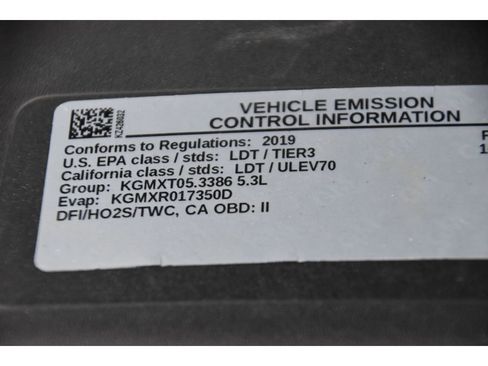 KZ426032
VEHICLE EMISSION
CONTROL INFORMATION
Conforms to Regulations: 2019
U.S. EPA class / stds: LDT / TIER3
California class / stds: LDT / ULEV70
Group: KGMXT05.3386 5.3L
Evap: KGMXR017350D
DFI/HO2S/TWC, CA OBD: II